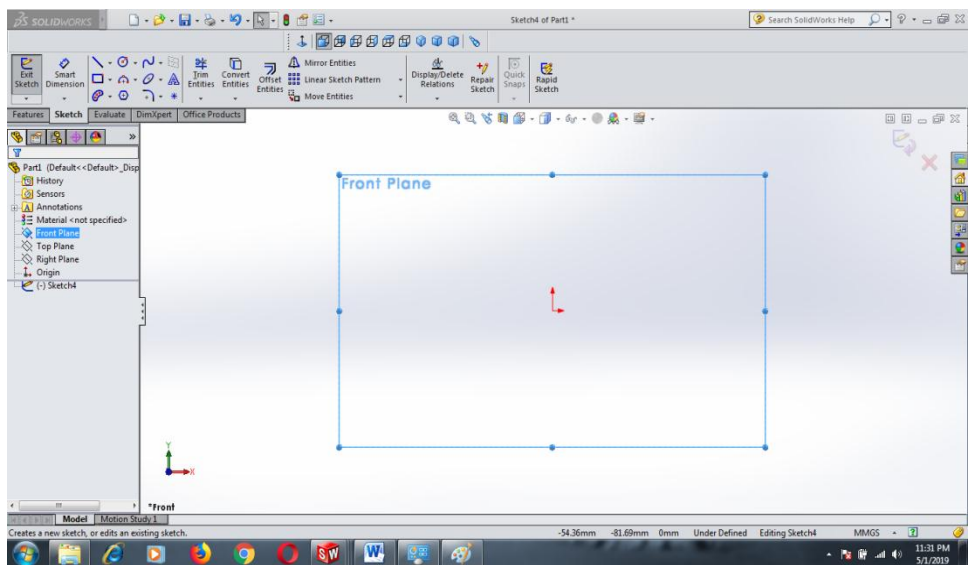 SOLIDWORKS
Sketch4 of Part1 *
Search SolidWorks Help
Exit Sketch
Smart Dimension
Trim Entities
Convert Entities
Offset Entities
Mirror Entities
Linear Sketch Pattern
Move Entities
Display/Delete Relations
Repair Sketch
Quick Snaps
Rapid Sketch
Features Sketch Evaluate DimXpert Office Products
Part1 (Default<<Default>_Disp
History
Sensors
Annotations
Material <not specified>
Front Plane
Top Plane
Right Plane
Origin
(-) Sketch4
Front Plane
Y
X
*Front
Model Motion Study 1
Creates a new sketch, or edits an existing sketch. -54.36mm -81.69mm 0mm Under Defined Editing Sketch4 MMGS
11:31 PM
5/1/2019